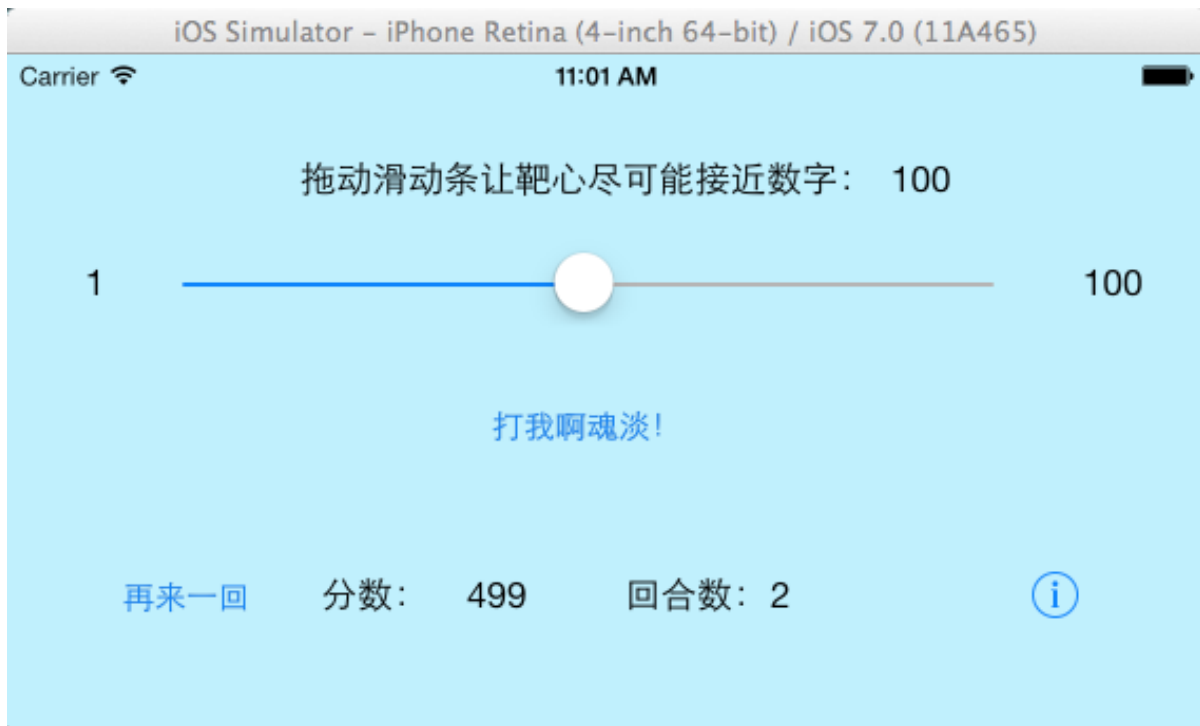 iOS Simulator – iPhone Retina (4-inch 64-bit) / iOS 7.0 (11A465)
Carrier 11:01 AM
拖动滑动条让靶心尽可能接近数字： 100
1 100
打我啊魂淡！
再来一回 分数： 499 回合数： 2 i